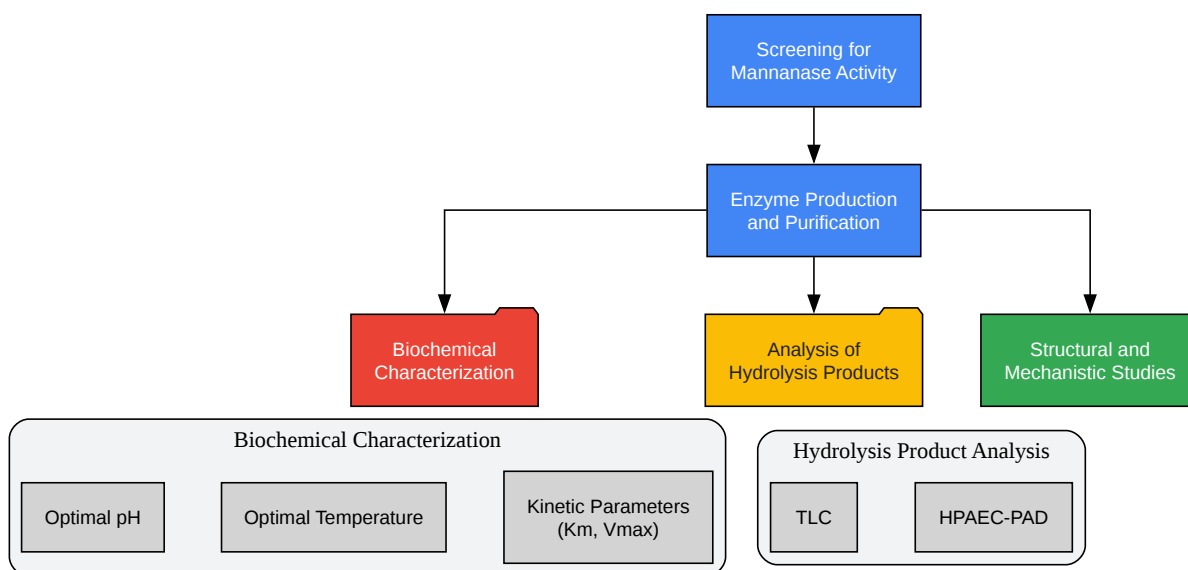 Screening for
Mannanase Activity
Enzyme Production
and Purification
Biochemical
Characterization
Analysis of
Hydrolysis Products
Structural and
Mechanistic Studies
Biochemical Characterization
Optimal pH
Optimal Temperature
Kinetic Parameters
(Km, Vmax)
Hydrolysis Product Analysis
TLC
HPAEC-PAD